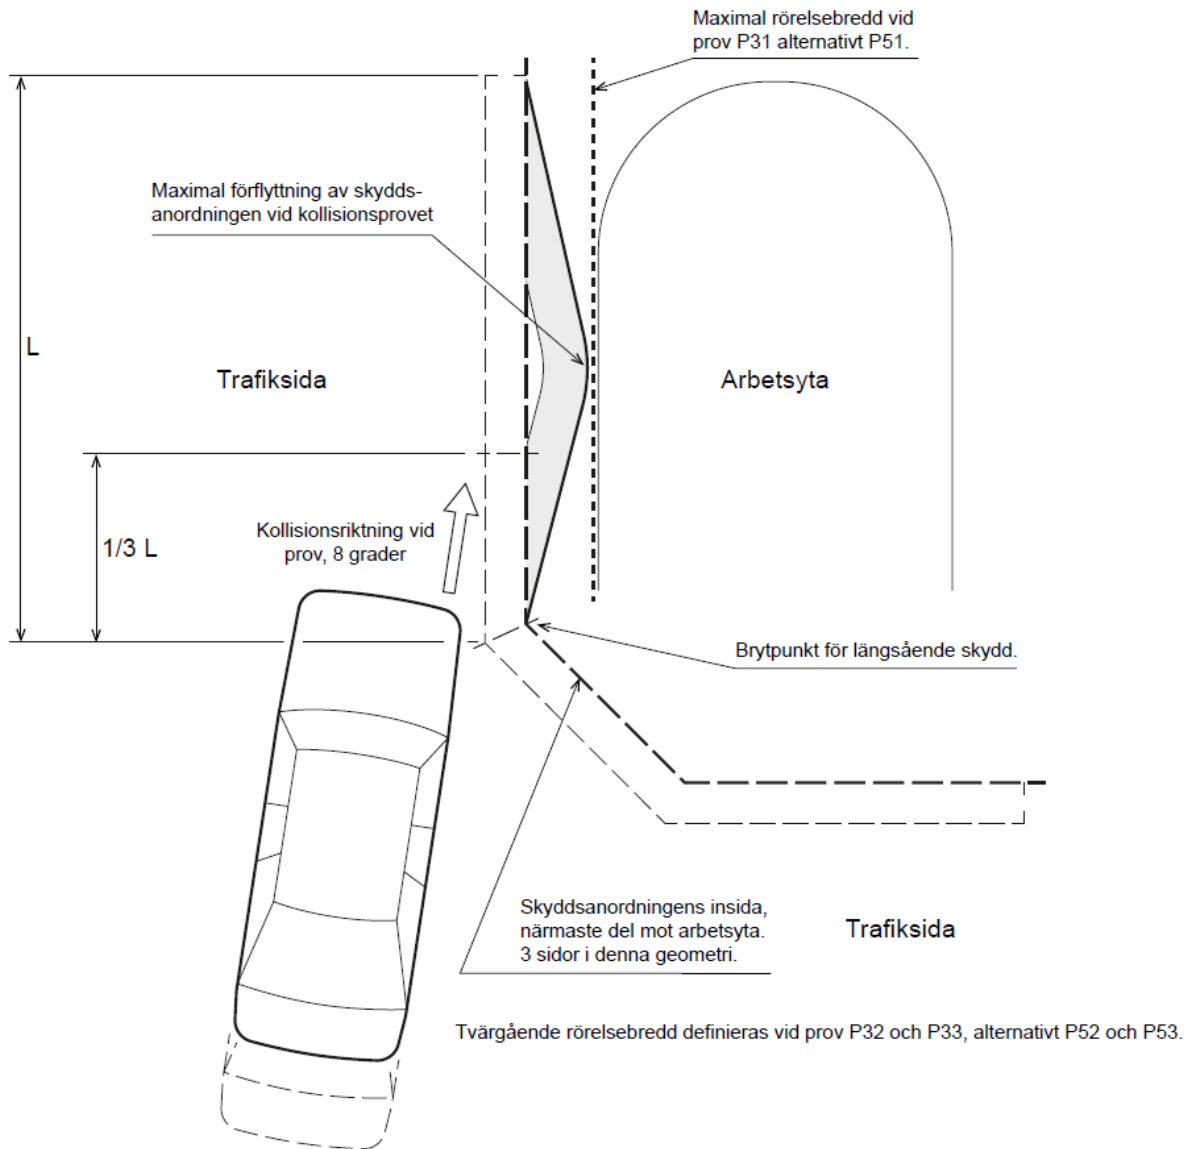 Maximal rörelsebredd vid
prov P31 alternativt P51.
Maximal förflyttning av skydds-
anordningen vid kollisionsprovet
L
Trafiksida
Arbetsyta
1/3 L
Kollisionsriktning vid
prov, 8 grader
Brytpunkt för längsående skydd.
Skyddsanordningens insida,
närmaste del mot arbetsyta.
3 sidor i denna geometri.
Trafiksida
Tvärgående rörelsebredd definieras vid prov P32 och P33, alternativt P52 och P53.